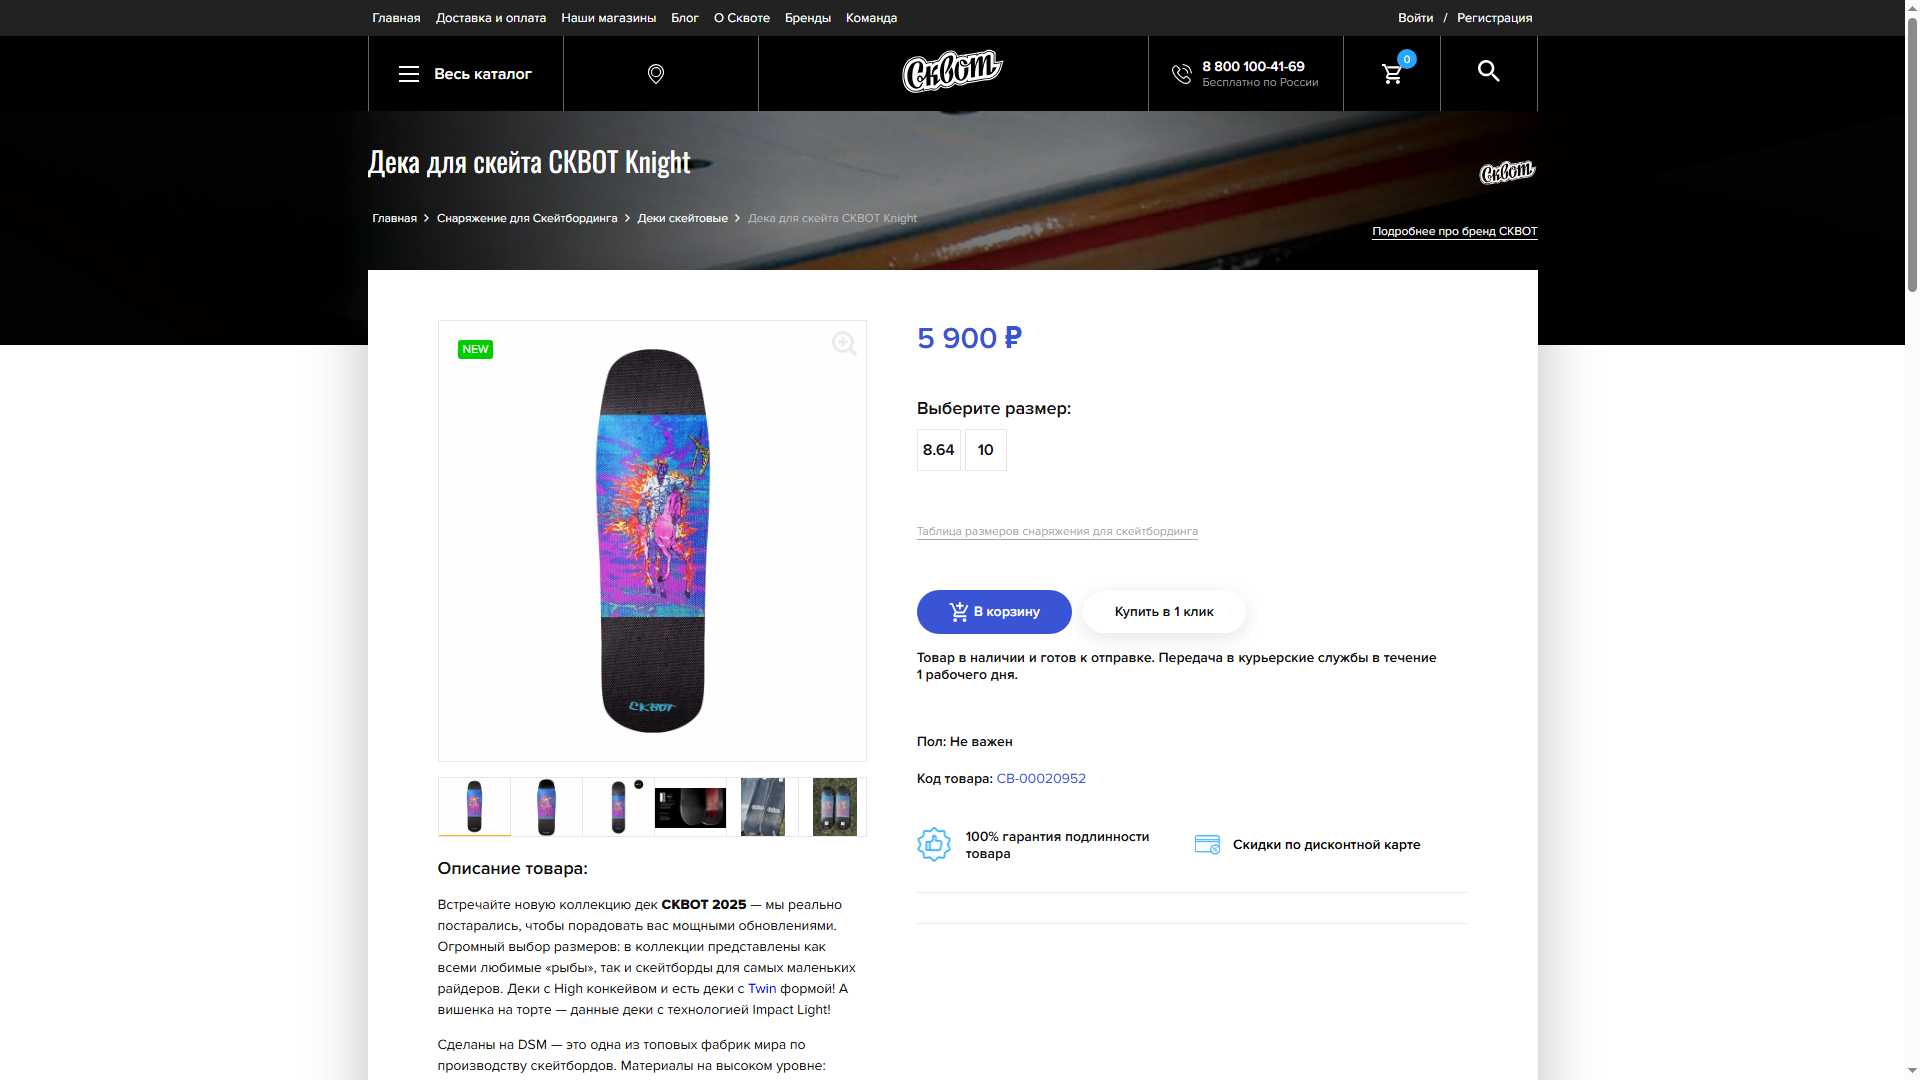 Главная Доставка и оплата Наши магазины Блог О Сквоте Бренды Команда Войти / Регистрация
Весь каталог
Сквот
8 800 100-41-69
Бесплатно по России
0
Дека для скейта СКВОТ Knight
Сквот
Главная > Снаряжение для Скейтбординга > Деки скейтовые > Дека для скейта СКВОТ Knight
Подробнее про бренд СКВОТ
NEW
СКВОТ
5 900 ₽
Выберите размер:
8.64 10
Таблица размеров снаряжения для скейтбординга
В корзину
Купить в 1 клик
Товар в наличии и готов к отправке. Передача в курьерские службы в течение
1 рабочего дня.
Пол: Не важен
Код товара: СВ-00020952
100% гарантия подлинности
товара
Скидки по дисконтной карте
Описание товара:
Встречайте новую коллекцию дек СКВОТ 2025 — мы реально
постарались, чтобы порадовать вас мощными обновлениями.
Огромный выбор размеров: в коллекции представлены как
всеми любимые «рыбы», так и скейтборды для самых маленьких
райдеров. Деки с High конкейвом и есть деки с Twin формой! А
вишенка на торте — данные деки с технологией Impact Light!
Сделаны на DSM — это одна из топовых фабрик мира по
производству скейтбордов. Материалы на высоком уровне: